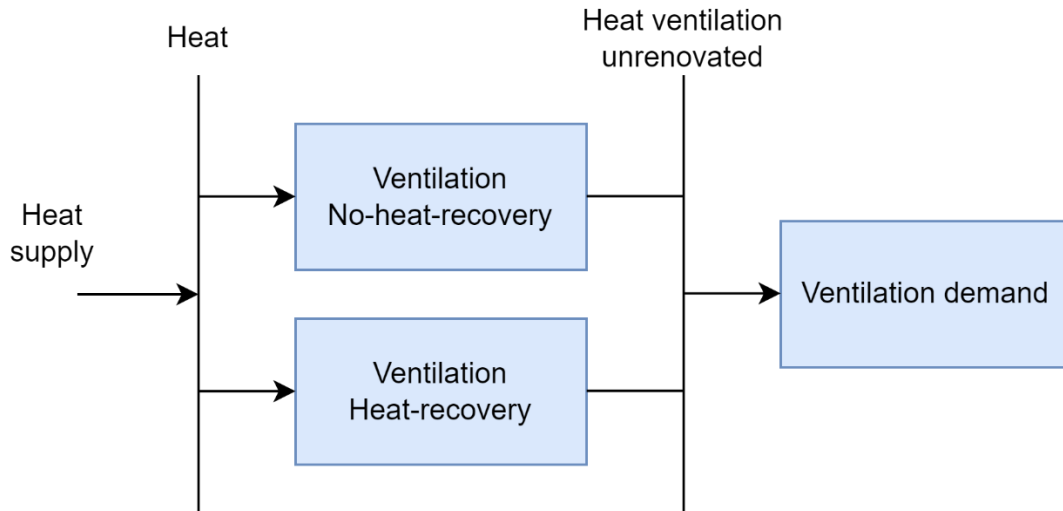 Heat
Heat ventilation
unrenovated
Ventilation
No-heat-recovery
Heat
supply
Ventilation demand
Ventilation
Heat-recovery